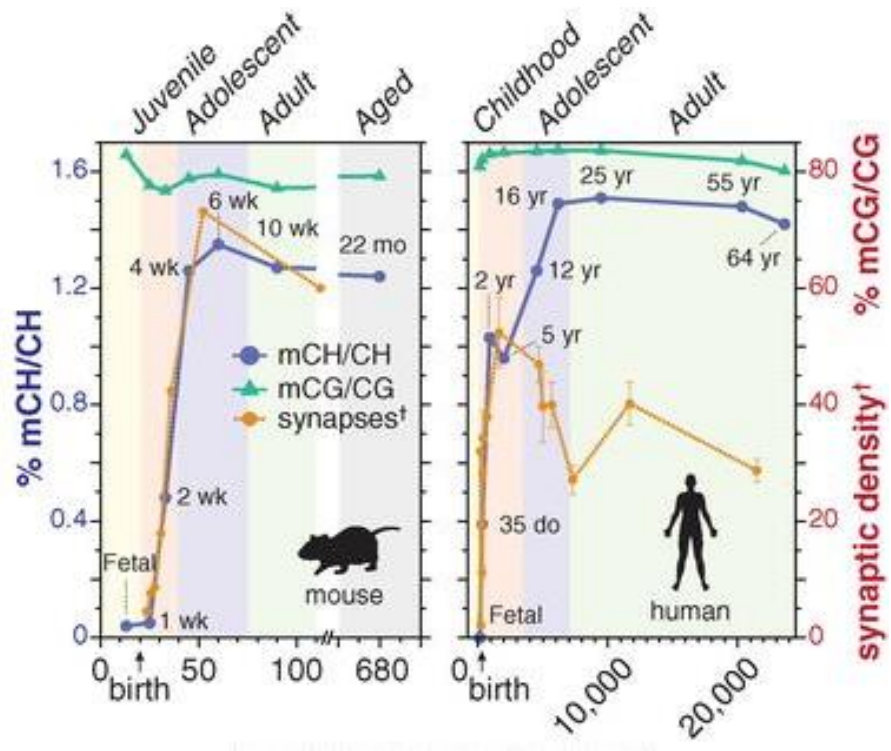 Juvenile
Adolescent
Adult
Aged
Childhood
Adolescent
Adult
% mCH/CH
1.6
1.2
0.8
0.4
0
6 wk
10 wk
4 wk
22 mo
mCH/CH
mCG/CG
synapses†
2 wk
Fetal
1 wk
mouse
0
50
100
680
birth
16 yr
25 yr
55 yr
2 yr
12 yr
64 yr
5 yr
35 do
Fetal
human
0
10,000
20,000
birth
80
60
40
20
0
% mCG/CG
synaptic density†